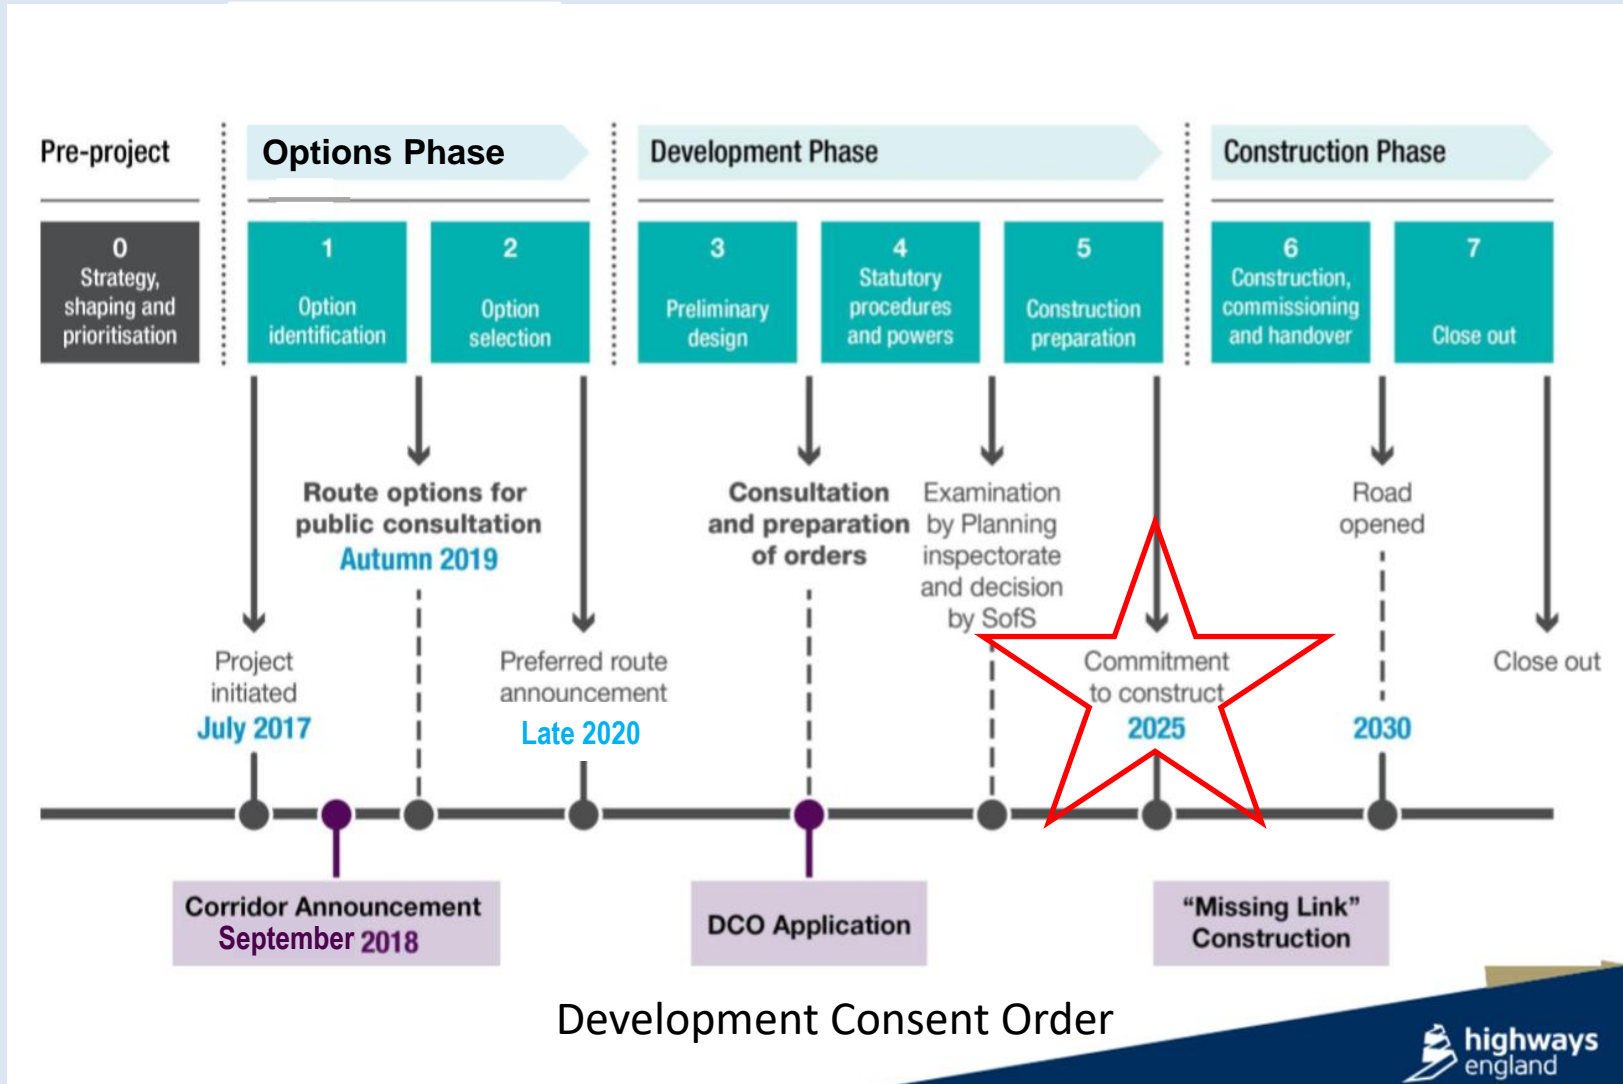 Pre-project
Options Phase
Development Phase
Construction Phase
0
Strategy,
shaping and
prioritisation
1
Option
identification
2
Option
selection
3
Preliminary
design
4
Statutory
procedures
and powers
5
Construction
preparation
6
Construction,
commissioning
and handover
7
Close out
Route options for
public consultation
Autumn 2019
Consultation
and preparation
of orders
Examination
by Planning
inspectorate
and decision
by SofS
Road
opened
Project
initiated
July 2017
Preferred route
announcement
Late 2020
Commitment
to construct
2025
2030
Close out
Corridor Announcement
September 2018
DCO Application
“Missing Link”
Construction
Development Consent Order
highways
england